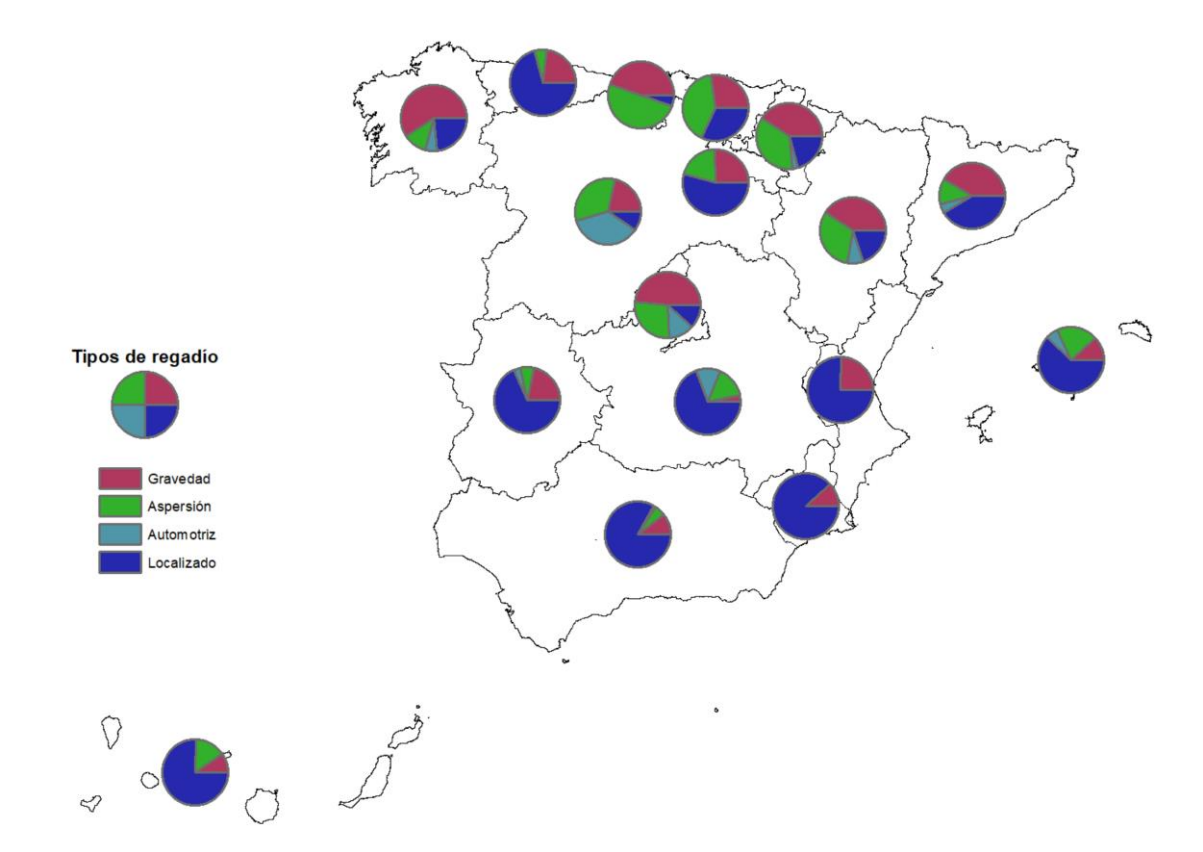 Tipos de regadío
Gravedad
Aspersión
Automotriz
Localizado